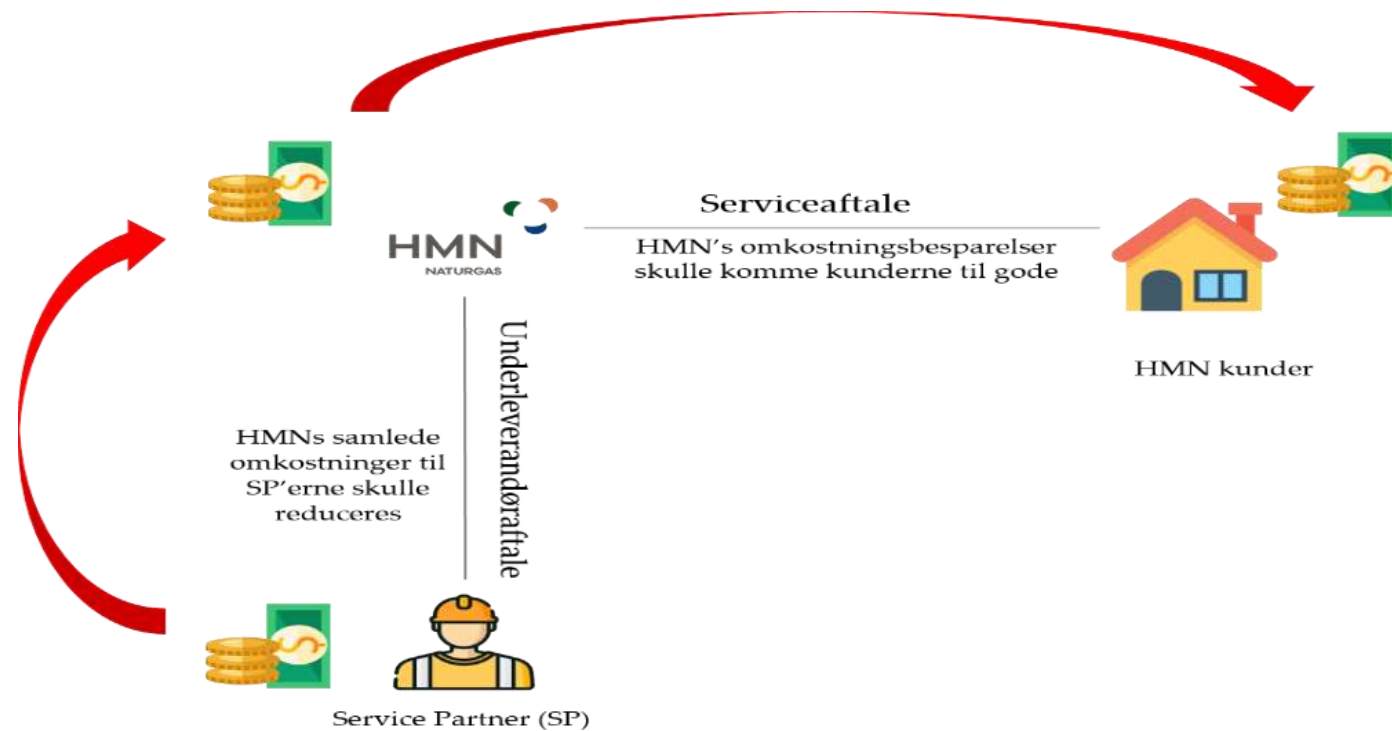 Serviceaftale
HMN
NATURGAS
HMN's omkostningsbesparelser
skulle komme kunderne til gode
HMN kunder
Underleverandøraftale
HMNs samlede
omkostninger til
SP'erne skulle
reduceres
Service Partner (SP)